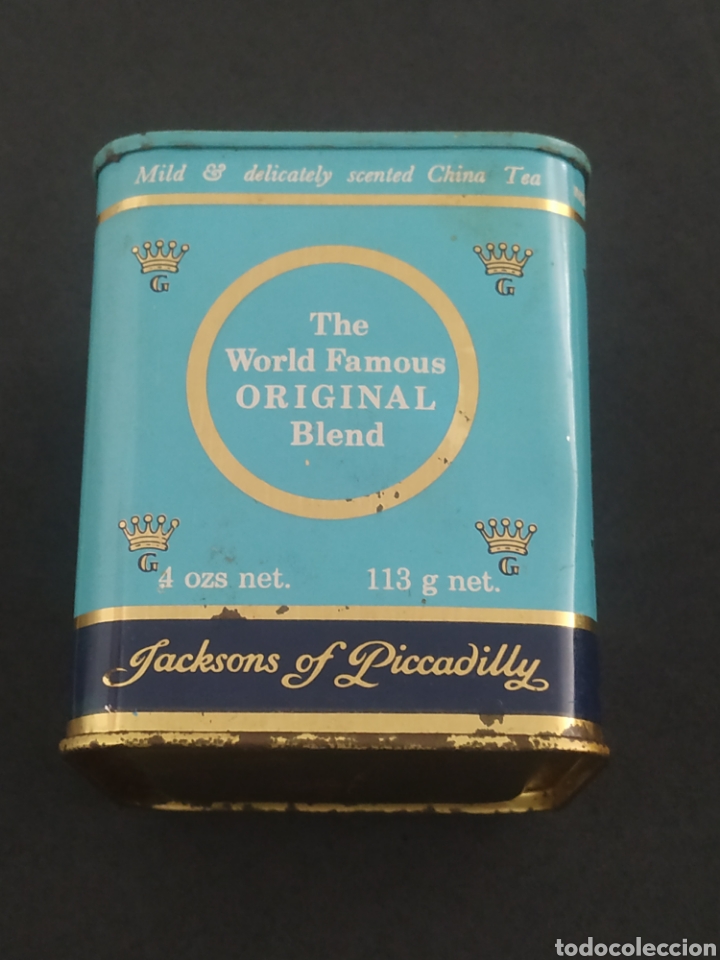 Mild & delicately scented China Tea
G G
The
World Famous
ORIGINAL
Blend
G G
4 ozs net. 113 g net.
Jacksons of Piccadilly
todocoleccion